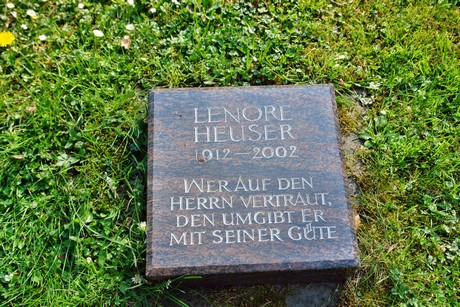 LENORE
HEUSER
1912–2002
WER AUF DEN
HERRN VERTRAUT,
DEN UMGIBT ER
MIT SEINER GÜTE